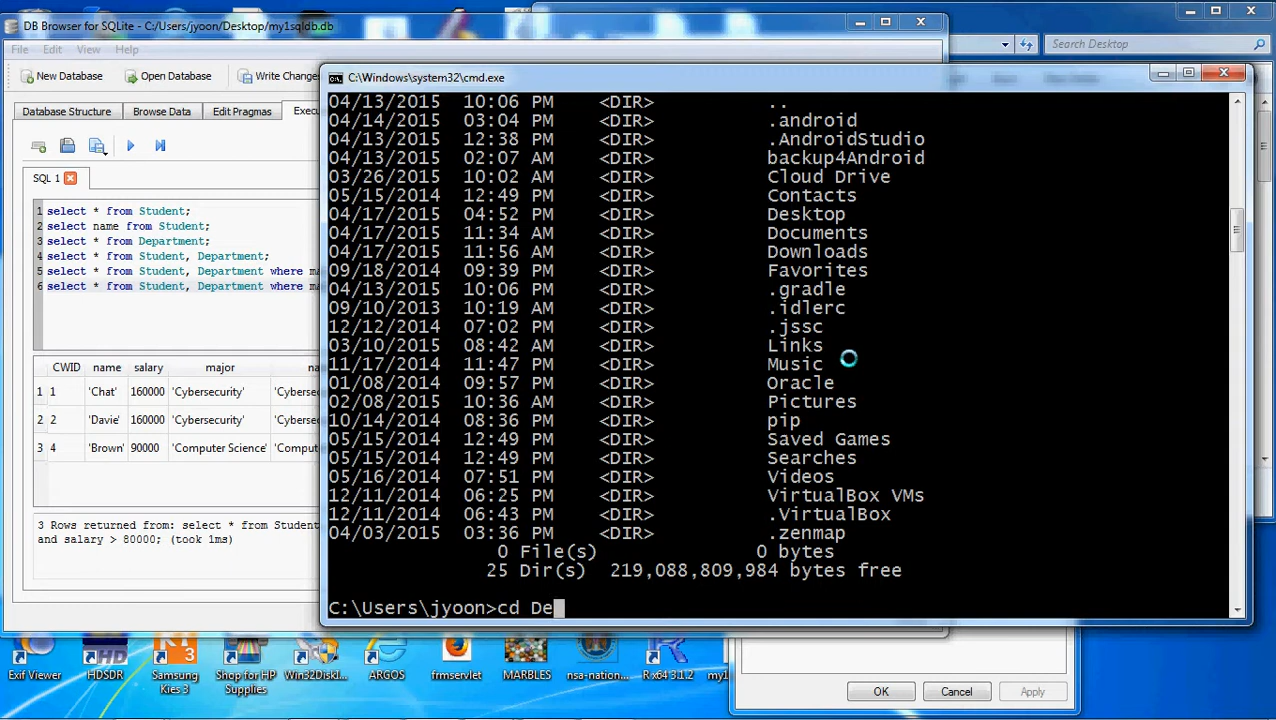 DB Browser for SQLite - C:/Users/jyoon/Desktop/my1sqldb.db
File Edit View Help
Search Desktop
New Database Open Database Write Changes
Database Structure Browse Data Edit Pragmas Exec
SQL 1
1 select * from Student;
2 select name from Student;
3 select * from Department;
4 select * from Student, Department;
5 select * from Student, Department where ma
6 select * from Student, Department where ma
CWID name salary major na
1 1 'Chat' 160000 'Cybersecurity' 'Cybersec
2 2 'Davie' 160000 'Cybersecurity' 'Cybersec
3 4 'Brown' 90000 'Computer Science' 'Compu
3 Rows returned from: select * from Student
and salary > 80000; (took 1ms)
C:\Windows\system32\cmd.exe
04/13/2015 10:06 PM <DIR> ..
04/14/2015 03:04 PM <DIR> .android
04/13/2015 12:38 PM <DIR> .AndroidStudio
04/13/2015 02:07 AM <DIR> backup4Android
03/26/2015 10:02 AM <DIR> Cloud Drive
05/15/2014 12:49 PM <DIR> Contacts
04/17/2015 04:52 PM <DIR> Desktop
04/17/2015 11:34 AM <DIR> Documents
04/17/2015 11:56 AM <DIR> Downloads
09/18/2014 09:39 PM <DIR> Favorites
04/13/2015 10:06 PM <DIR> .gradle
09/10/2013 10:19 AM <DIR> .idlerc
12/12/2014 07:02 PM <DIR> .jssc
03/10/2015 08:42 AM <DIR> Links
11/17/2014 11:47 PM <DIR> Music
01/08/2014 09:57 PM <DIR> Oracle
02/08/2015 10:36 AM <DIR> Pictures
10/14/2014 08:36 PM <DIR> pip
05/15/2014 12:49 PM <DIR> Saved Games
05/15/2014 12:49 PM <DIR> Searches
05/16/2014 07:51 PM <DIR> Videos
12/11/2014 06:25 PM <DIR> VirtualBox VMs
12/11/2014 06:43 PM <DIR> .VirtualBox
04/03/2015 03:36 PM <DIR> .zenmap
0 File(s) 0 bytes
25 Dir(s) 219,088,809,984 bytes free
C:\Users\jyoon>cd De
Exif Viewer
HDSDR
Samsung
Kies 3
Shop for HP
Supplies
Win32DiskI...
ARGOS
frmservlet
MARBLES
nsa-nation...
R x64 3.1.2
my1
OK Cancel Apply